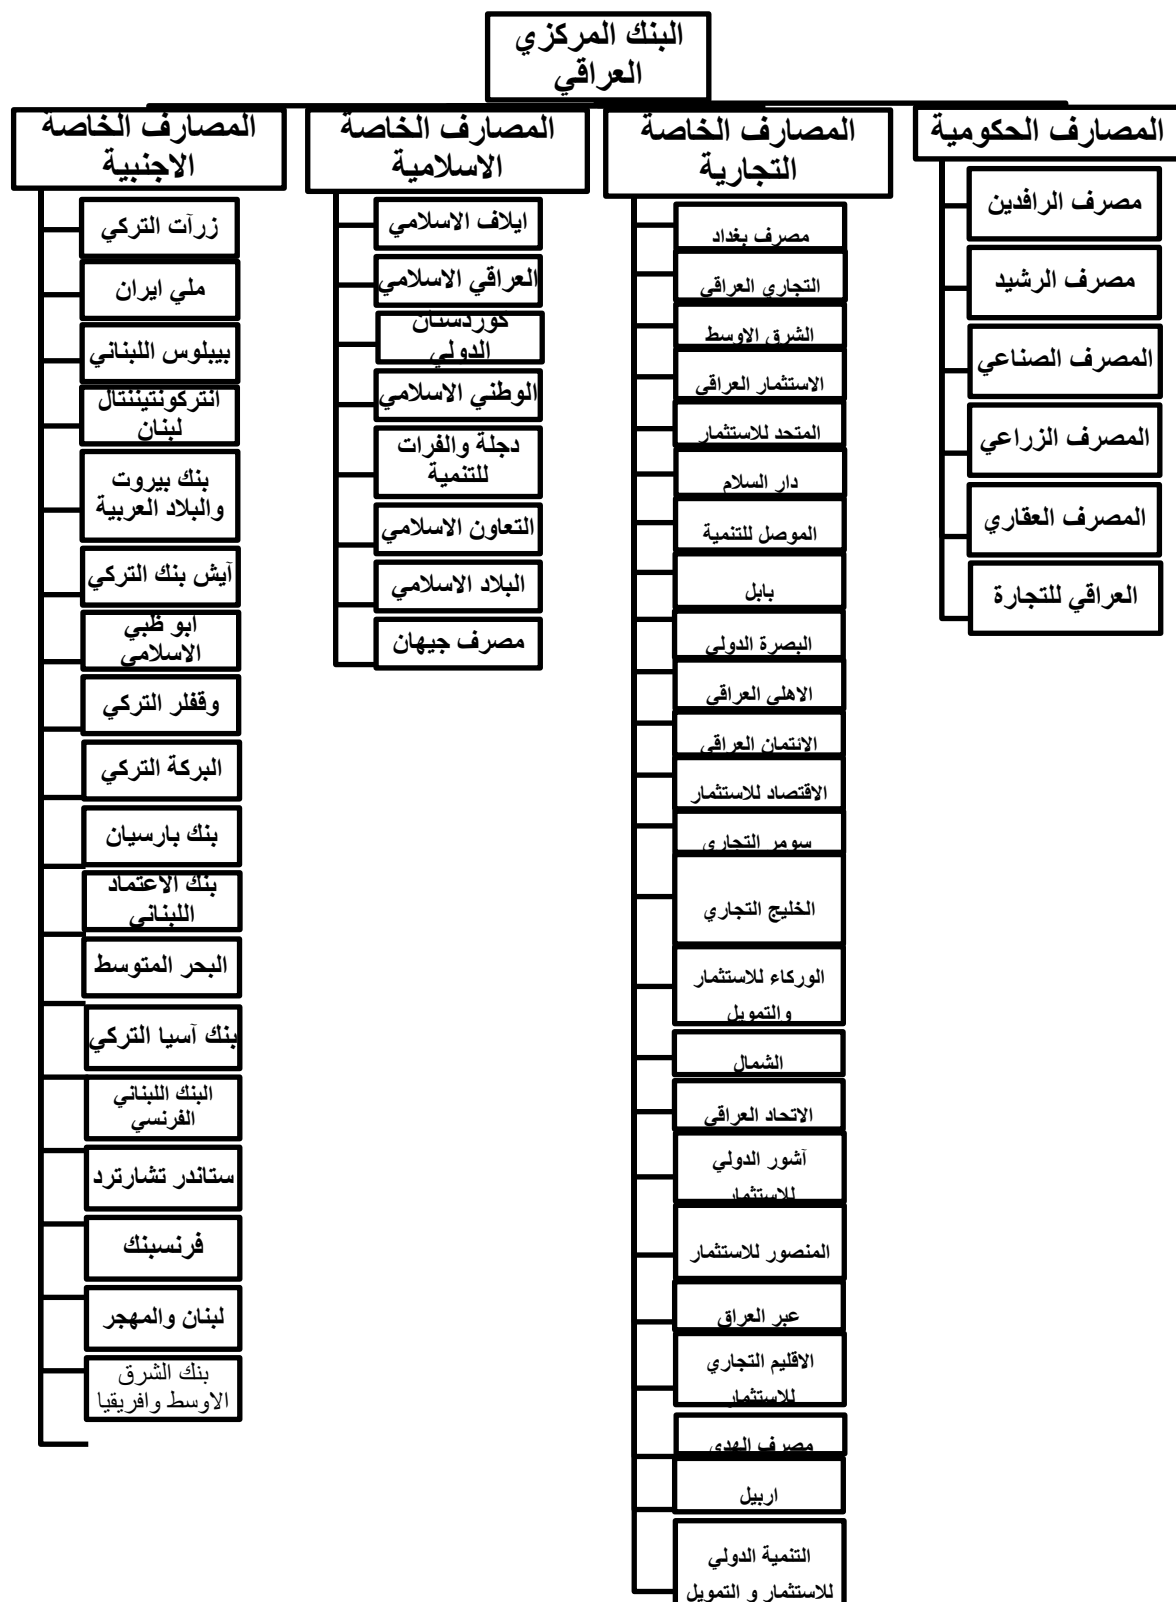 البنك المركزي
العراقي
المصارف الحكومية
مصرف الرافدين
مصرف الرشيد
المصرف الصناعي
المصرف الزراعي
المصرف العقاري
العراقي للتجارة
المصارف الخاصة
التجارية
مصرف بغداد
التجاري العراقي
الشرق الاوسط
الاستثمار العراقي
المتحد للاستثمار
دار السلام
الموصل للتنمية
بابل
البصرة الدولي
الاهلي العراقي
الائتمان العراقي
الاقتصاد للاستثمار
سومر التجاري
الخليج التجاري
الوركاء للاستثمار
والتمويل
الشمال
الاتحاد العراقي
آشور الدولي
للاستثمار
المنصور للاستثمار
عبر العراق
الاقليم التجاري
للاستثمار
مصرف الهدى
اربيل
التنمية الدولي
للاستثمار و التمويل
المصارف الخاصة
الاسلامية
ايلاف الاسلامي
العراقي الاسلامي
كوردستان
الدولي
الوطني الاسلامي
دجلة والفرات
للتنمية
التعاون الاسلامي
البلاد الاسلامي
مصرف جيهان
المصارف الخاصة
الاجنبية
زرآت التركي
ملي ايران
بيبلوس اللبناني
انتركونتيننتال
لبنان
بنك بيروت
والبلاد العربية
آيش بنك التركي
ابو ظبي
الاسلامي
وقفلر التركي
البركة التركي
بنك بارسيان
بنك الاعتماد
اللبناني
البحر المتوسط
بنك آسيا التركي
البنك اللبناني
الفرنسي
ستاندر تشارترد
فرنسبنك
لبنان والمهجر
بنك الشرق
الاوسط وافريقيا